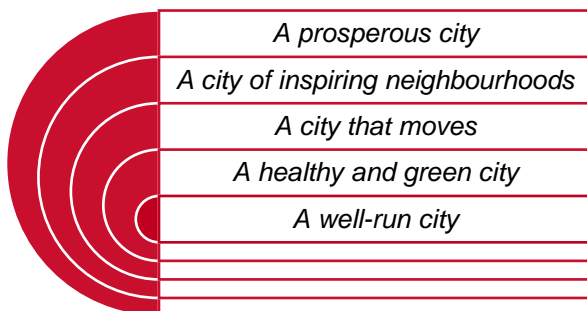 A prosperous city
A city of inspiring neighbourhoods
A city that moves
A healthy and green city
A well-run city